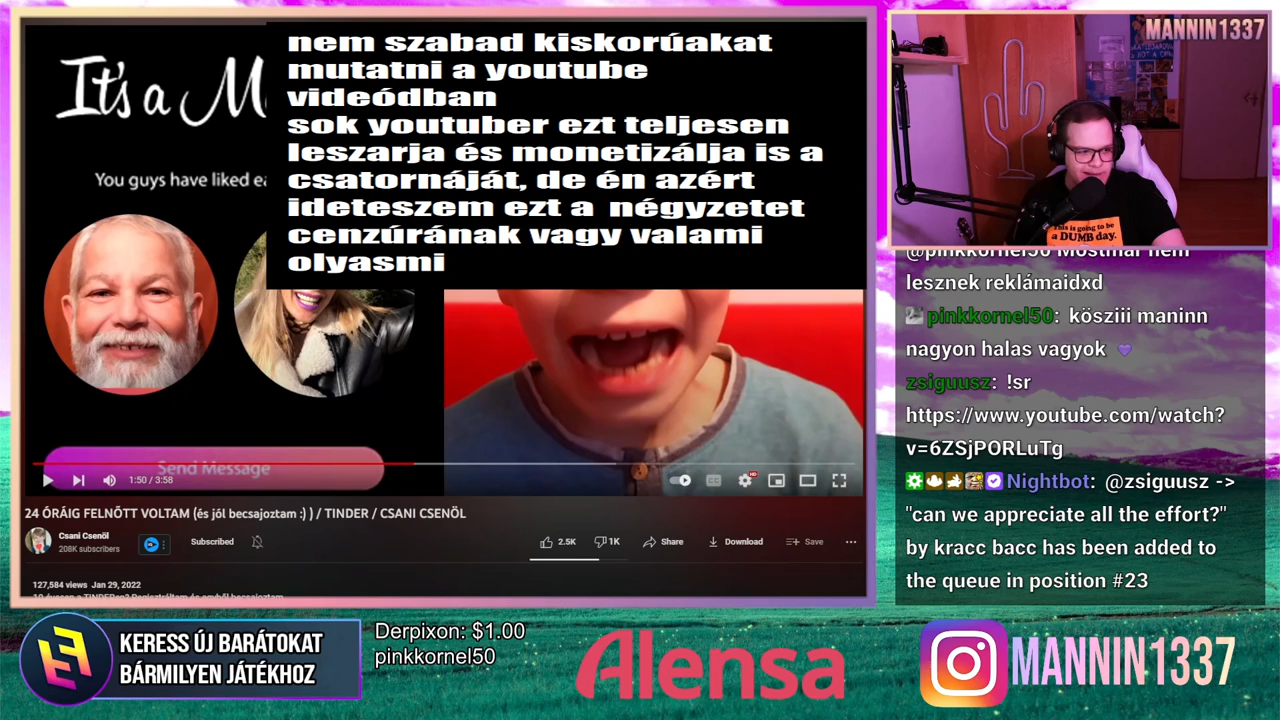 It's a M
You guys have liked ea
nem szabad kiskorúakat
mutatni a youtube
videódban
sok youtuber ezt teljesen
leszarja és monetizálja is a
csatornáját, de én azért
ideteszem ezt a négyzetet
cenzúrának vagy valami
olyasmi
Send Message
1:50 / 3:58
HD
24 ÓRÁIG FELNŐTT VOLTAM (és jól becsajoztam :) ) / TINDER / CSANI CSENÖL
Csani Csenöl
208K subscribers
Subscribed
2.5K
1K
Share
Download
Save
127,584 views Jan 29, 2022
MANNIN1337
This is going to be
a DUMB day.
@pinkkornel50 Mostmár nem
lesznek reklámaidxd
pinkkornel50: kösziii maninn
nagyon halas vagyok
zsiguusz: !sr
https://www.youtube.com/watch?
v=6ZSjPORLuTg
Nightbot: @zsiguusz ->
"can we appreciate all the effort?"
by kracc bacc has been added to
the queue in position #23
KERESS ÚJ BARÁTOKAT
BÁRMILYEN JÁTÉKHOZ
Derpixon: $1.00
pinkkornel50
Alensa
MANNIN1337